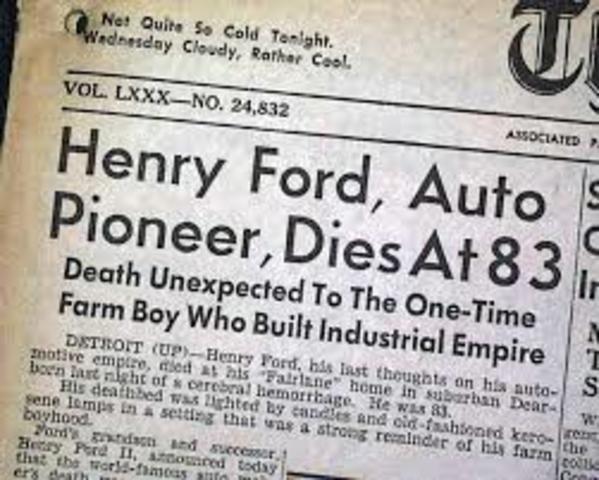 Not Quite So Cold Tonight.
Wednesday Cloudy, Rather Cool.
VOL. LXXX—NO. 24,832
ASSOCIATED
Henry Ford, Auto
Pioneer, Dies At 83
Death Unexpected To The One-Time
Farm Boy Who Built Industrial Empire
DETROIT (UP)—Henry Ford, his last thoughts on his auto-
motive empire, died at his "Fairlane" home in suburban Dear-
born last night of a cerebral hemorrhage. He was 83.
His deathbed was lighted by candles and old-fashioned kero-
sene lamps in a setting that was a strong reminder of his farm
boyhood.
Ford's grandson and successor,
Henry Ford II, announced today
that the world-famous auto
er's death